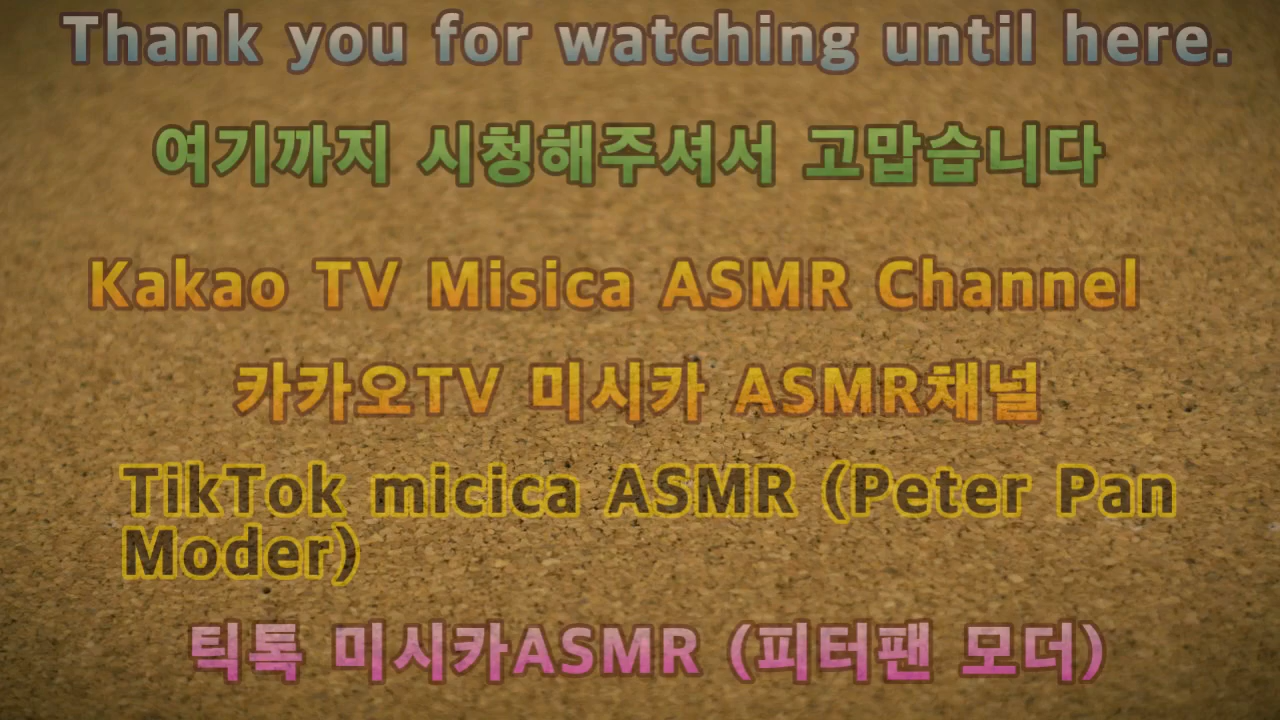 Thank you for watching until here.
여기까지 시청해주셔서 고맙습니다
Kakao TV Misica ASMR Channel
카카오TV 미시카 ASMR채널
TikTok micica ASMR (Peter Pan
Moder)
틱톡 미시카ASMR (피터팬 모더)